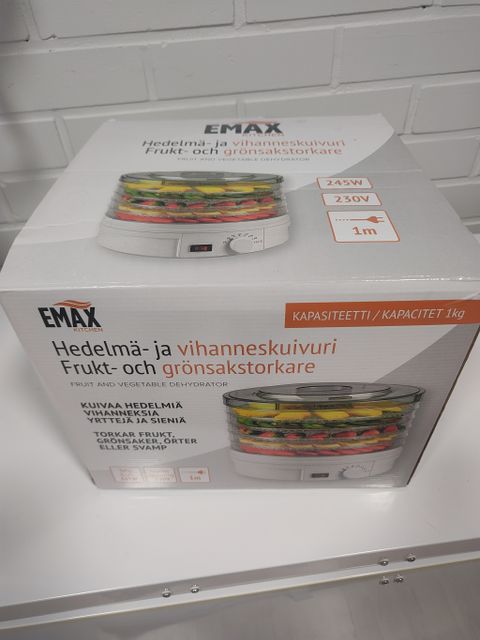 EMAX
KITCHEN
Hedelmä- ja vihanneskuivuri
Frukt- och grönsakstorkare
FRUIT AND VEGETABLE DEHYDRATOR
245W
230V
1m
EMAX
KITCHEN
KAPASITEETTI / KAPACITET 1kg
Hedelmä- ja vihanneskuivuri
Frukt- och grönsakstorkare
FRUIT AND VEGETABLE DEHYDRATOR
KUIVAA HEDELMIÄ
VIHANNEKSIA
YRTTEJÄ JA SIENIÄ
TORKAR FRUKT,
GRÖNSAKER, ÖRTER
ELLER SVAMP
1m